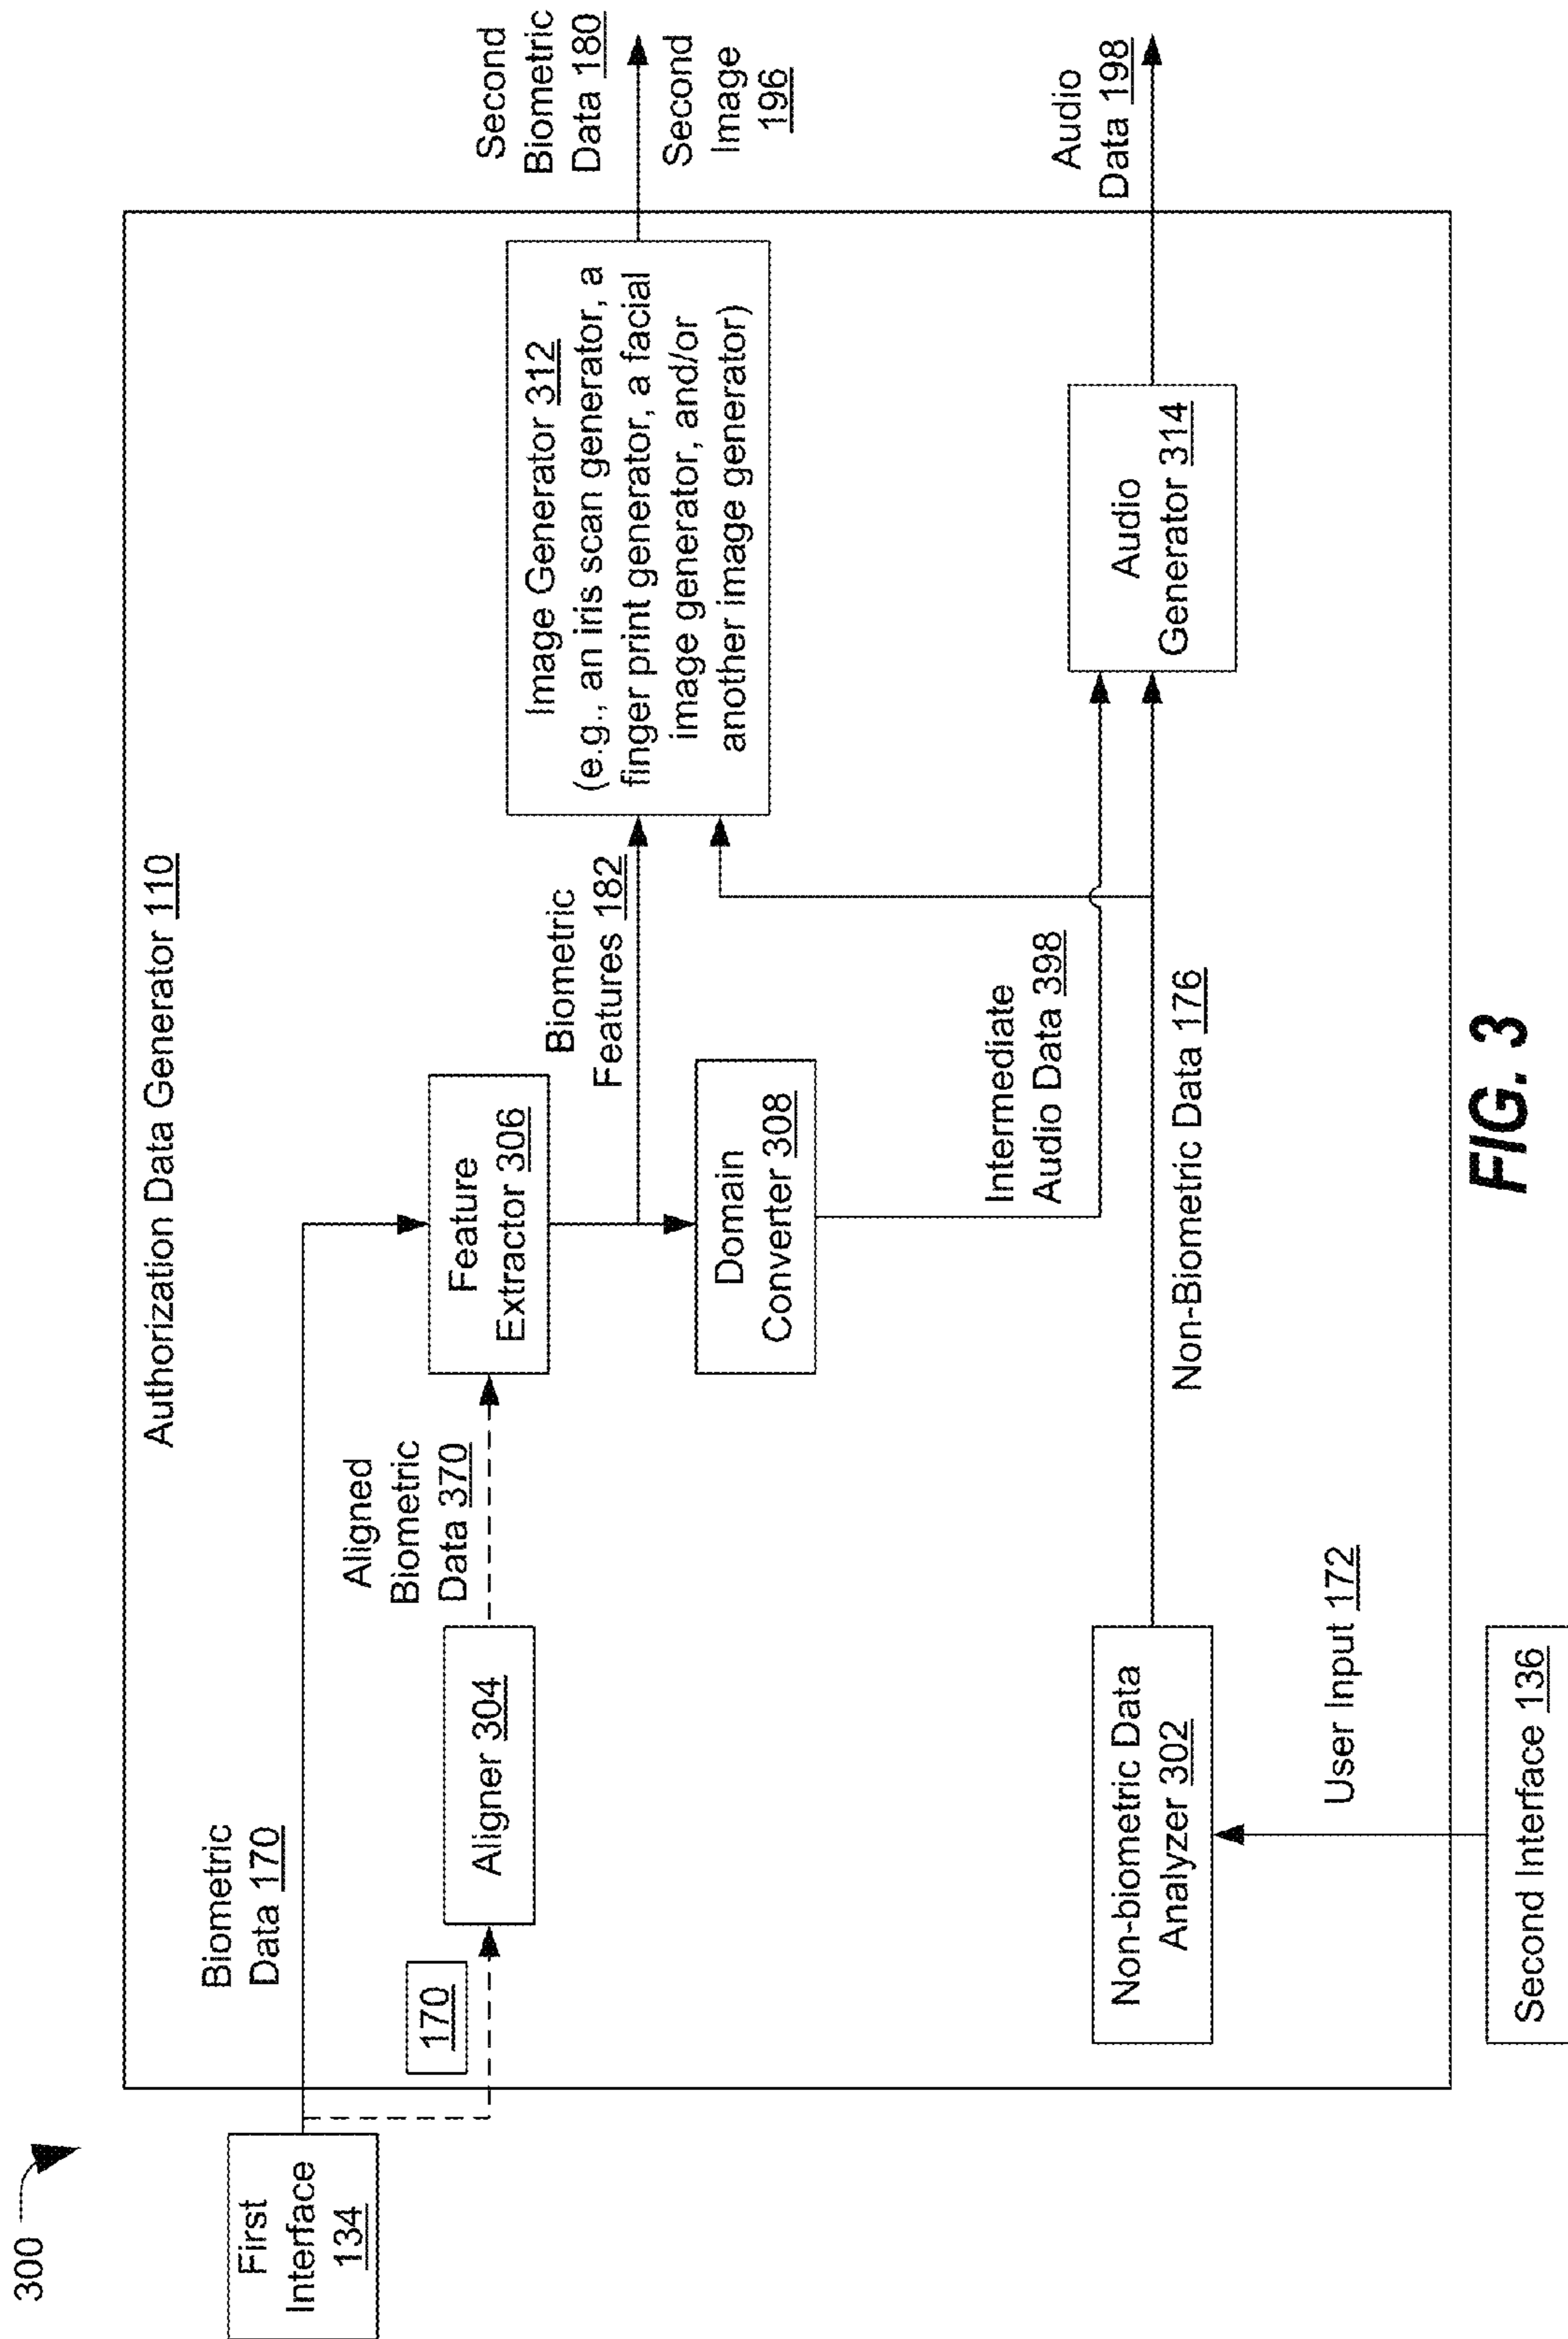 300
First
Interface
134
Authorization Data Generator 110
Biometric
Data 170
170
Aligner 304
Aligned
Biometric
Data 370
Feature
Extractor 306
Biometric
Features 182
Image Generator 312
(e.g., an iris scan generator, a
finger print generator, a facial
image generator, and/or
another image generator)
Second
Biometric
Data 180
Second
Image
196
Domain
Converter 308
Intermediate
Audio Data 398
Non-biometric Data
Analyzer 302
Non-Biometric Data 176
Audio
Generator 314
Audio
Data 198
User Input 172
Second Interface 136
FIG. 3